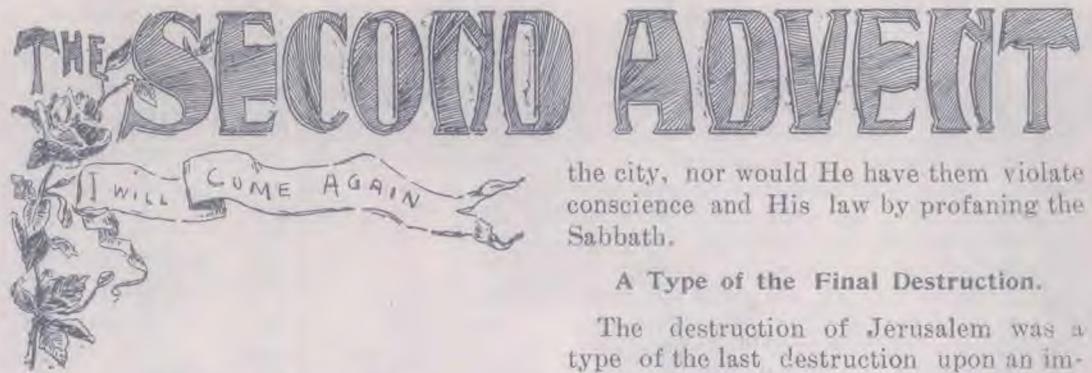 THE SECOND ADVENT
I WILL COME AGAIN
the city, nor would He have them violate
conscience and His law by profaning the
Sabbath.
A Type of the Final Destruction.
The destruction of Jerusalem was a
type of the last destruction upon an im-